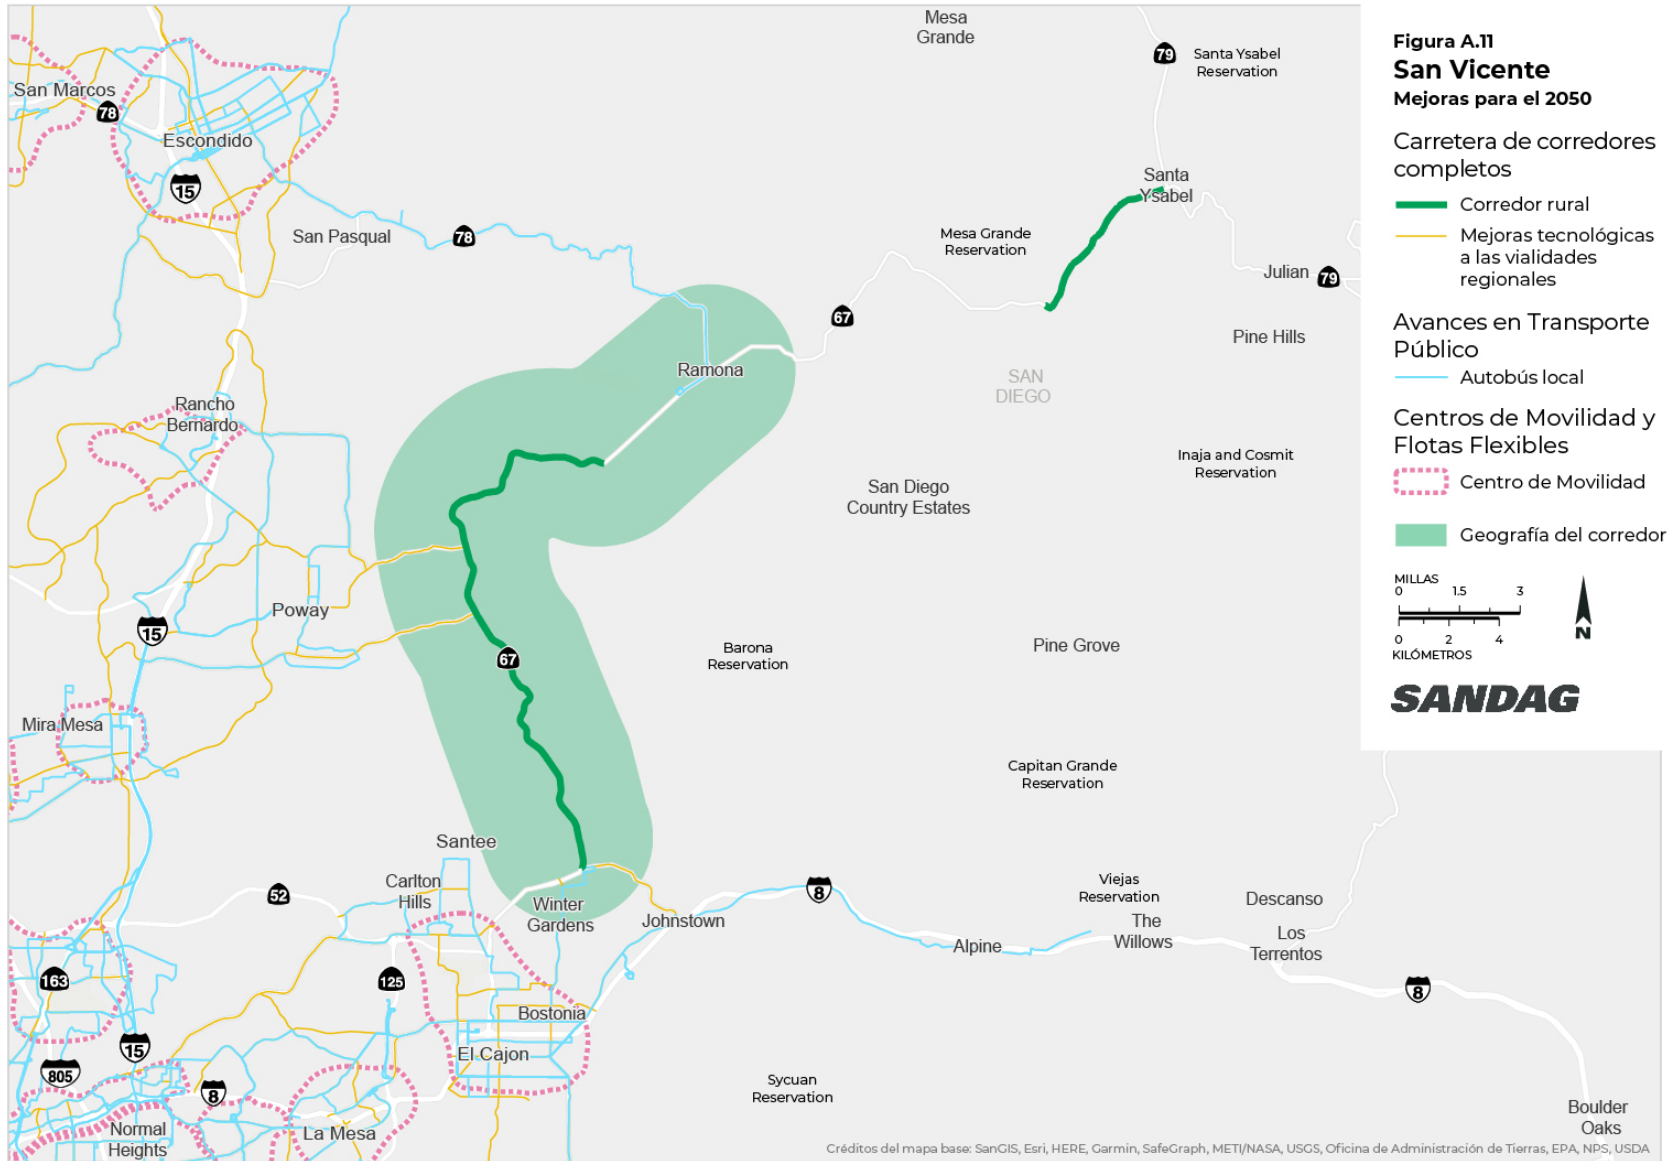 Mesa
Grande
79
Santa Ysabel
Reservation
San Marcos
78
Escondido
15
Santa
Ysabel
San Pasqual
78
Mesa Grande
Reservation
Julian
79
67
Pine Hills
Ramona
SAN
DIEGO
Rancho
Bernardo
Inaja and Cosmit
Reservation
San Diego
Country Estates
Poway
15
67
Barona
Reservation
Pine Grove
Mira Mesa
Capitan Grande
Reservation
Santee
Carlton
Hills
52
Winter
Gardens
Johnstown
8
Viejas
Reservation
The
Willows
Descanso
Los
Terrentos
Alpine
163
125
8
Bostonia
El Cajon
15
805
8
Sycuan
Reservation
Normal
Heights
La Mesa
Boulder
Oaks
Figura A.11
San Vicente
Mejoras para el 2050
Carretera de corredores
completos
Corredor rural
Mejoras tecnológicas
a las vialidades
regionales
Avances en Transporte
Público
Autobús local
Centros de Movilidad y
Flotas Flexibles
Centro de Movilidad
Geografía del corredor
MILLAS
0 1.5 3
0 2 4
KILÓMETROS
N
SANDAG
Créditos del mapa base: SanGIS, Esri, HERE, Garmin, SafeGraph, METI/NASA, USGS, Oficina de Administración de Tierras, EPA, NPS, USDA